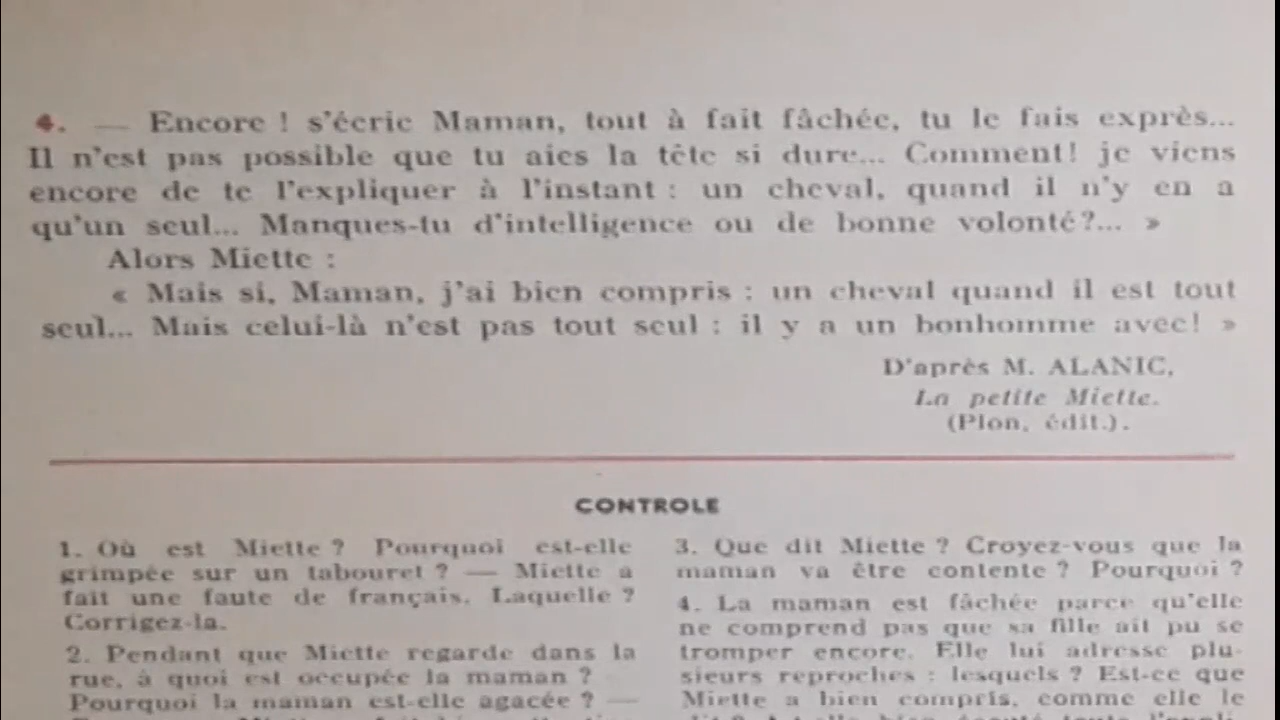 4. — Encore ! s'écrie Maman, tout à fait fâchée, tu le fais exprès...
Il n'est pas possible que tu aies la tête si dure... Comment! je viens
encore de te l'expliquer à l'instant : un cheval, quand il n'y en a
qu'un seul... Manques-tu d'intelligence ou de bonne volonté?... »
Alors Miette :
« Mais si, Maman, j'ai bien compris : un cheval quand il est tout
seul... Mais celui-là n'est pas tout seul : il y a un bonhomme avec! »
D'après M. ALANIC,
La petite Miette.
(Plon, édit.).
CONTROLE
1. Où est Miette ? Pourquoi est-elle
grimpée sur un tabouret ? — Miette a
fait une faute de français. Laquelle ?
Corrigez-la.
2. Pendant que Miette regarde dans la
rue, à quoi est occupée la maman ?
Pourquoi la maman est-elle agacée ? —
3. Que dit Miette ? Croyez-vous que la
maman va être contente ? Pourquoi ?
4. La maman est fâchée parce qu'elle
ne comprend pas que sa fille ait pu se
tromper encore. Elle lui adresse plu-
sieurs reproches : lesquels ? Est-ce que
Miette a bien compris, comme elle le